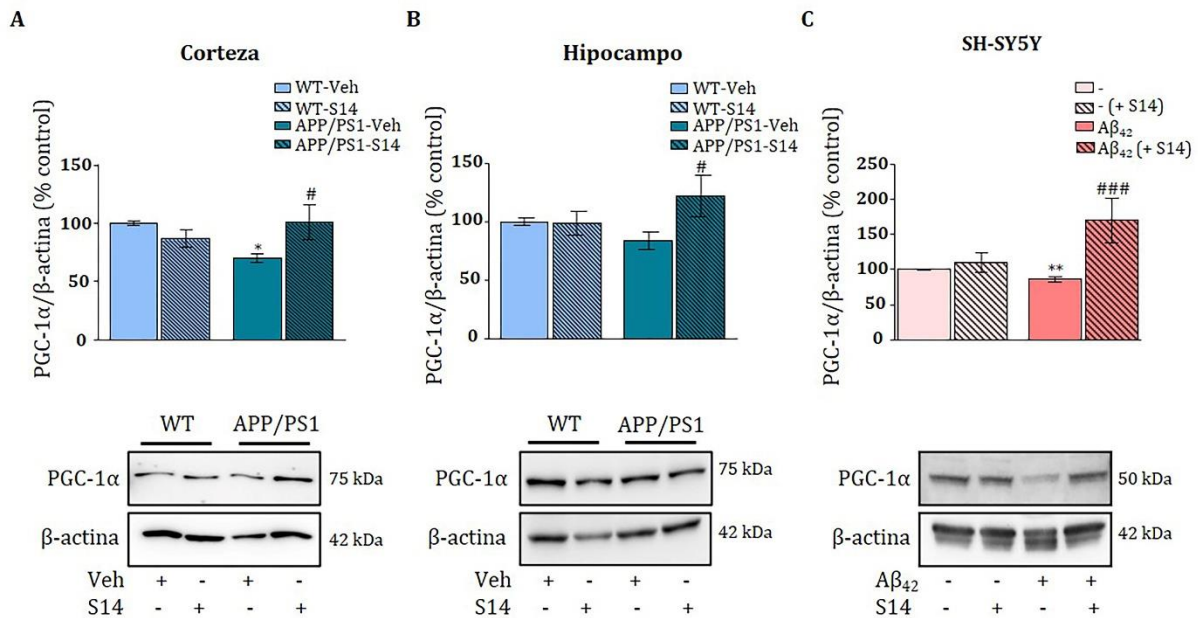 A
Corteza
WT-Veh
WT-S14
APP/PS1-Veh
APP/PS1-S14
PGC-1α/β-actina (% control)
150
100
50
0
*
#
WT
APP/PS1
PGC-1α
75 kDa
β-actina
42 kDa
Veh + - + -
S14 - + - +
B
Hipocampo
WT-Veh
WT-S14
APP/PS1-Veh
APP/PS1-S14
PGC-1α/β-actina (% control)
150
100
50
0
#
WT
APP/PS1
PGC-1α
75 kDa
β-actina
42 kDa
Veh + - + -
S14 - + - +
C
SH-SY5Y
-
- (+ S14)
Aβ₄₂
Aβ₄₂ (+ S14)
PGC-1α/β-actina (% control)
250
200
150
100
50
0
**
###
PGC-1α
50 kDa
β-actina
42 kDa
Aβ₄₂ - - + +
S14 - + - +